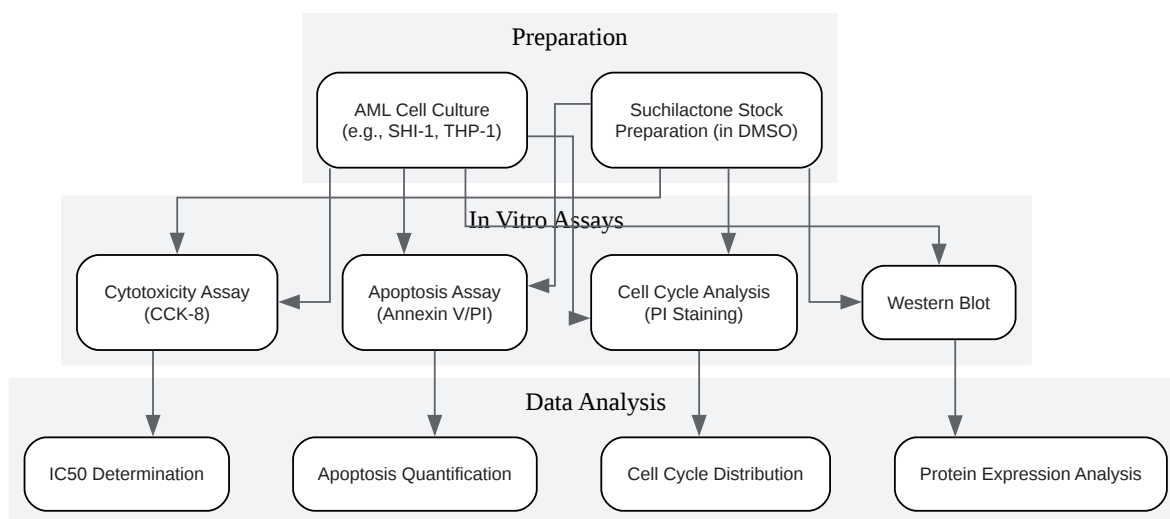 Preparation
AML Cell Culture
(e.g., SHI-1, THP-1)
Suchilactone Stock
Preparation (in DMSO)
In Vitro Assays
Cytotoxicity Assay
(CCK-8)
Apoptosis Assay
(Annexin V/PI)
Cell Cycle Analysis
(PI Staining)
Western Blot
Data Analysis
IC50 Determination
Apoptosis Quantification
Cell Cycle Distribution
Protein Expression Analysis